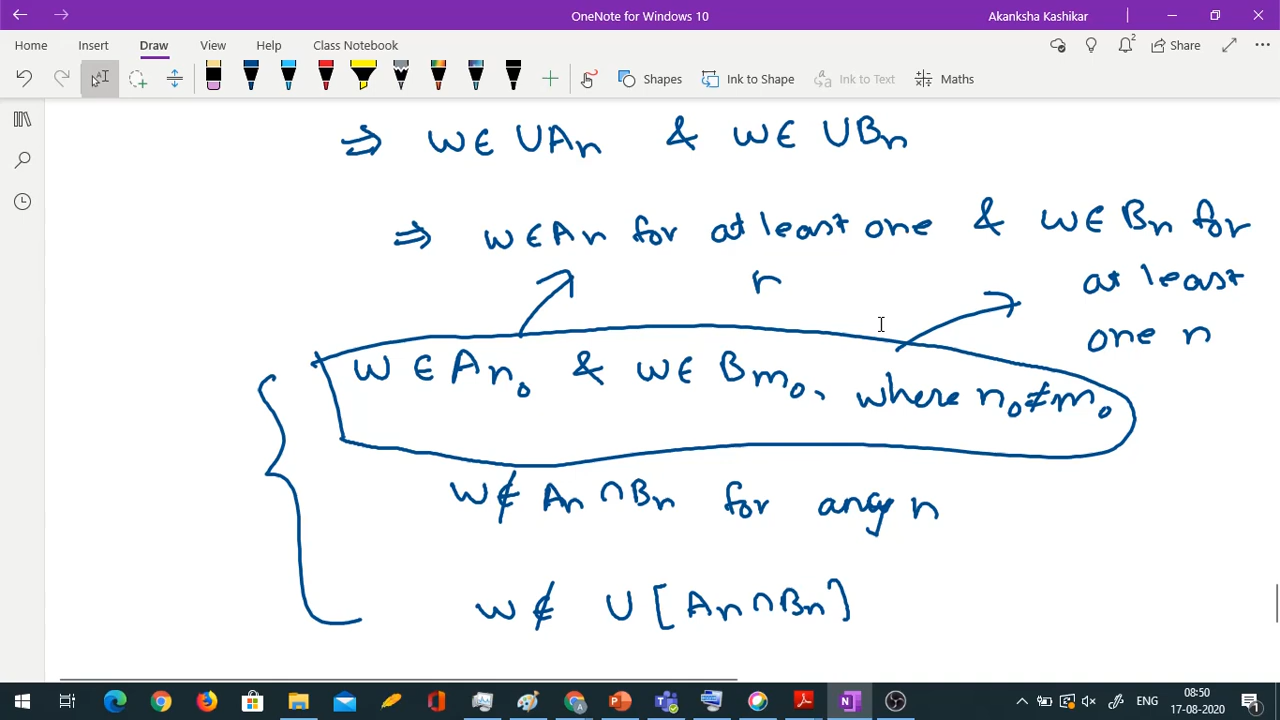 OneNote for Windows 10
Akanksha Kashikar
Home Insert Draw View Help Class Notebook Share
Shapes Ink to Shape Ink to Text Maths
⇒ w∈ ∪An & w∈ ∪Bn
⇒ w∈An for at least one & w∈Bn for
r at least
one n
w∈An₀ & w∈Bm₀, where n₀≠m₀
w∉ An∩Bn for any n
w∉ ∪[An∩Bn]
ENG 08:50
17-08-2020